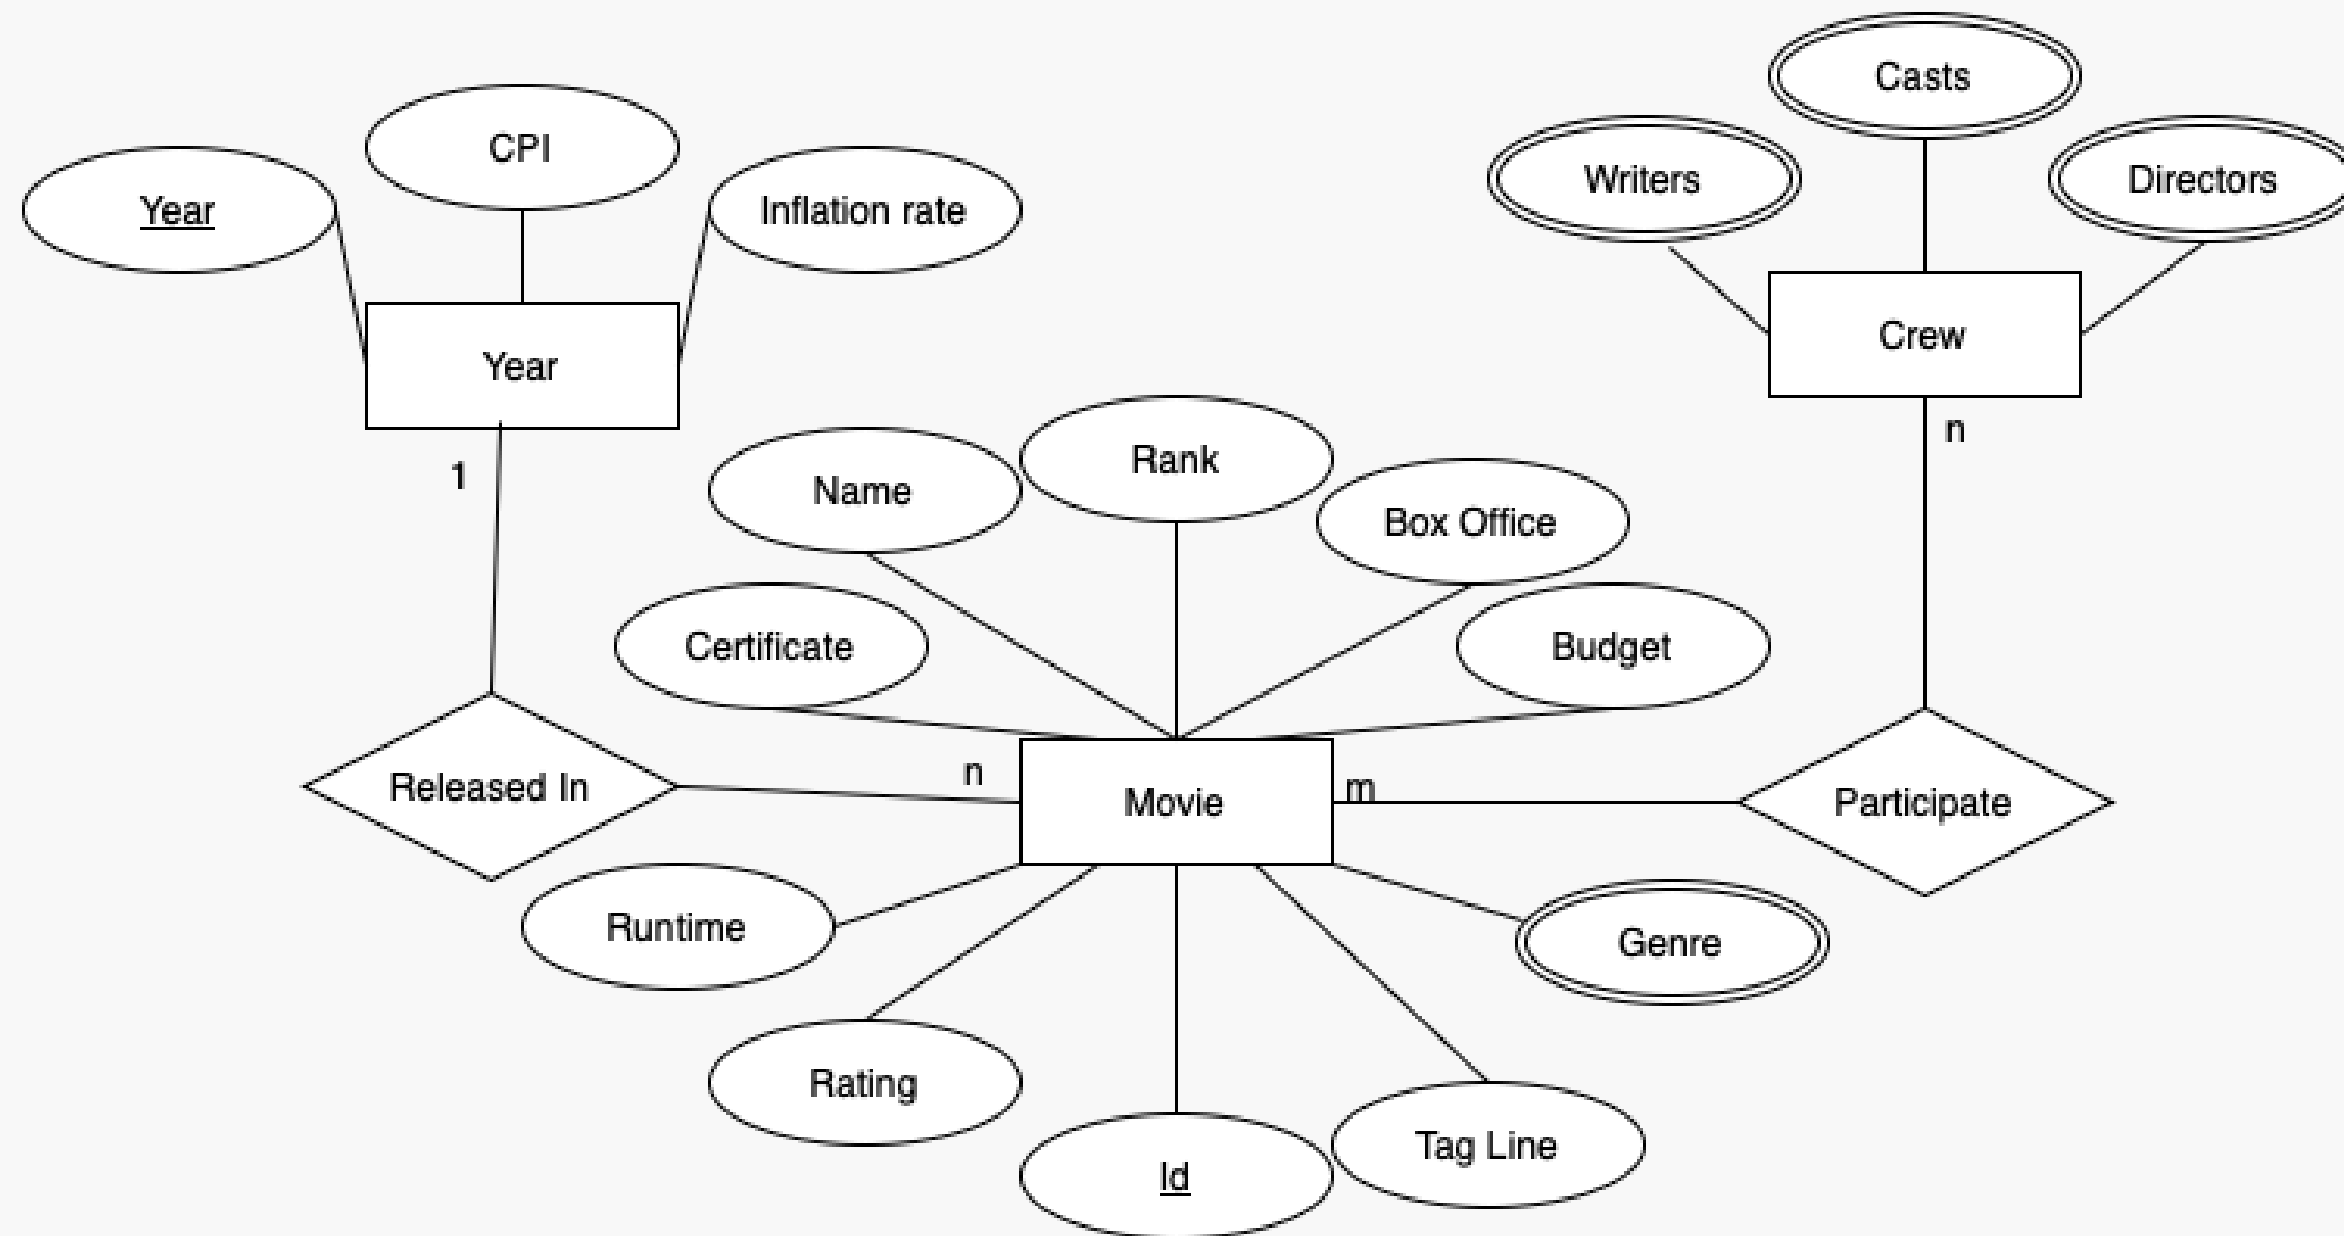 Casts
CPI
Writers
Directors
Year
Inflation rate
Crew
Year
n
Rank
1
Name
Box Office
Certificate
Budget
n
m
Released In
Movie
Participate
Runtime
Genre
Rating
Tag Line
Id